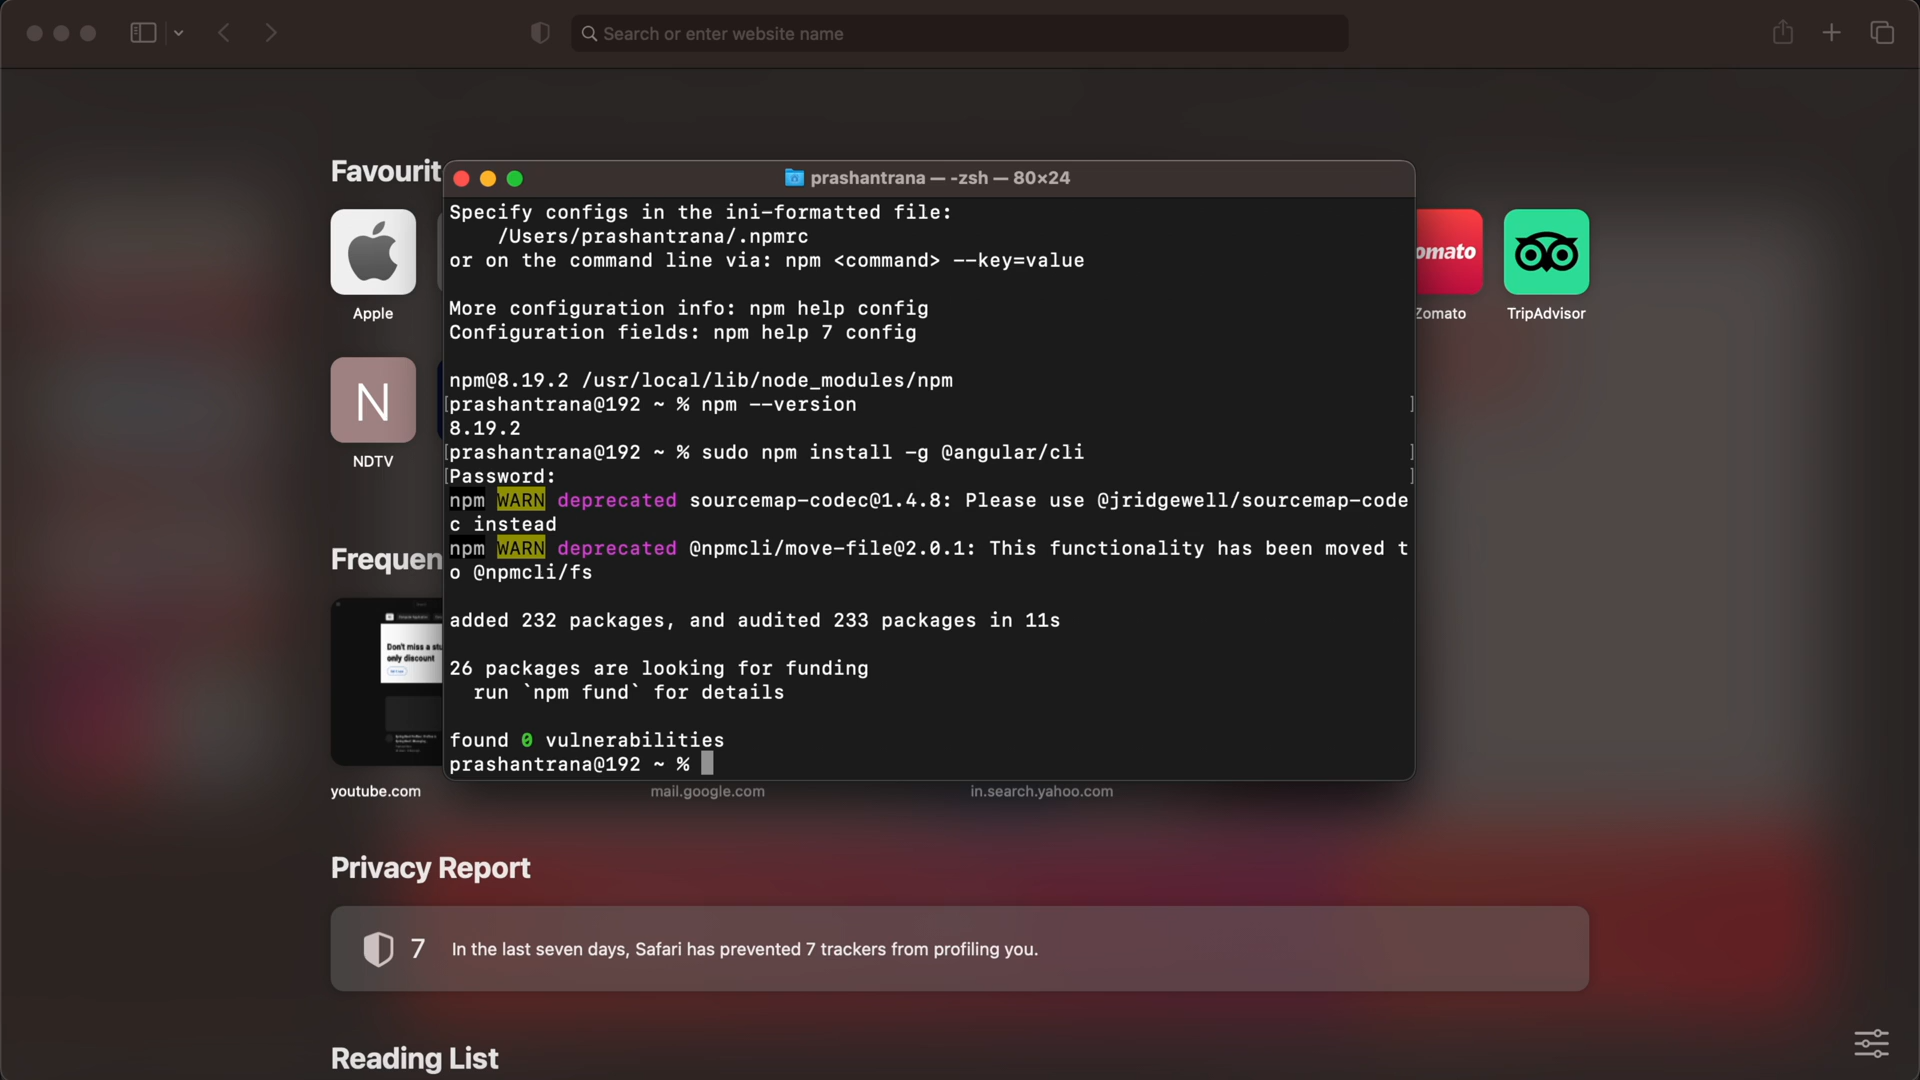 Search or enter website name
Favourit
prashantrana — -zsh — 80×24
Specify configs in the ini-formatted file:
/Users/prashantrana/.npmrc
or on the command line via: npm <command> --key=value
More configuration info: npm help config
Configuration fields: npm help 7 config
npm@8.19.2 /usr/local/lib/node_modules/npm
[prashantrana@192 ~ % npm --version ]
8.19.2
[prashantrana@192 ~ % sudo npm install -g @angular/cli ]
[Password: ]
npm WARN deprecated sourcemap-codec@1.4.8: Please use @jridgewell/sourcemap-code
c instead
npm WARN deprecated @npmcli/move-file@2.0.1: This functionality has been moved t
o @npmcli/fs
added 232 packages, and audited 233 packages in 11s
26 packages are looking for funding
run `npm fund` for details
found 0 vulnerabilities
prashantrana@192 ~ %
omato
Apple
Zomato
TripAdvisor
N
NDTV
Frequen
Don't miss a stu
only discount
youtube.com
mail.google.com
in.search.yahoo.com
Privacy Report
7 In the last seven days, Safari has prevented 7 trackers from profiling you.
Reading List